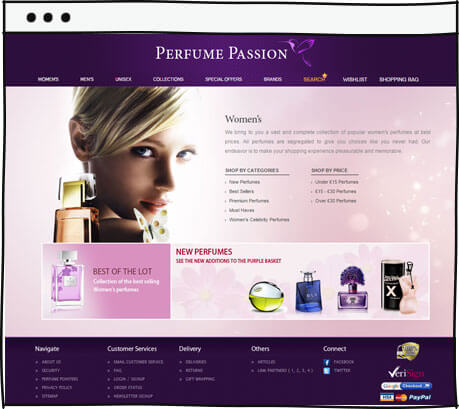 PERFUME PASSION
WOMEN'S MEN'S UNISEX COLLECTIONS SPECIAL OFFERS BRANDS SEARCH WISHLIST SHOPPING BAG
Women's
We bring to you a vast and complete collection of popular women's perfumes at best
prices. All perfumes are segregated to give you choices like you never had. Our
endeavor is to make your shopping experience pleasurable and memorable.
SHOP BY CATEGORIES
New Perfumes
Best Sellers
Premium Perfumes
Must Haves
Women's Celebrity Perfumes
SHOP BY PRICE
Under £15 Perfumes
£15 - £30 Perfumes
Over £30 Perfumes
BEST OF THE LOT
Collection of the best selling
Women's perfumes
NEW PERFUMES
SEE THE NEW ADDITIONS TO THE PURPLE BASKET
X
Navigate
ABOUT US
SECURITY
PERFUME POINTERS
PRIVACY POLICY
SITEMAP
Customer Services
EMAIL CUSTOMER SERVICE
FAQ
LOGIN / SIGNUP
ORDER STATUS
NEWSLETTER SIGNUP
Delivery
DELIVERIES
RETURNS
GIFT WRAPPING
Others
ARTICLES
LINK PARTNERS ( 1, 2, 3, 4 )
Connect
FACEBOOK
TWITTER
VeriSign
Google Checkout
VISA PayPal